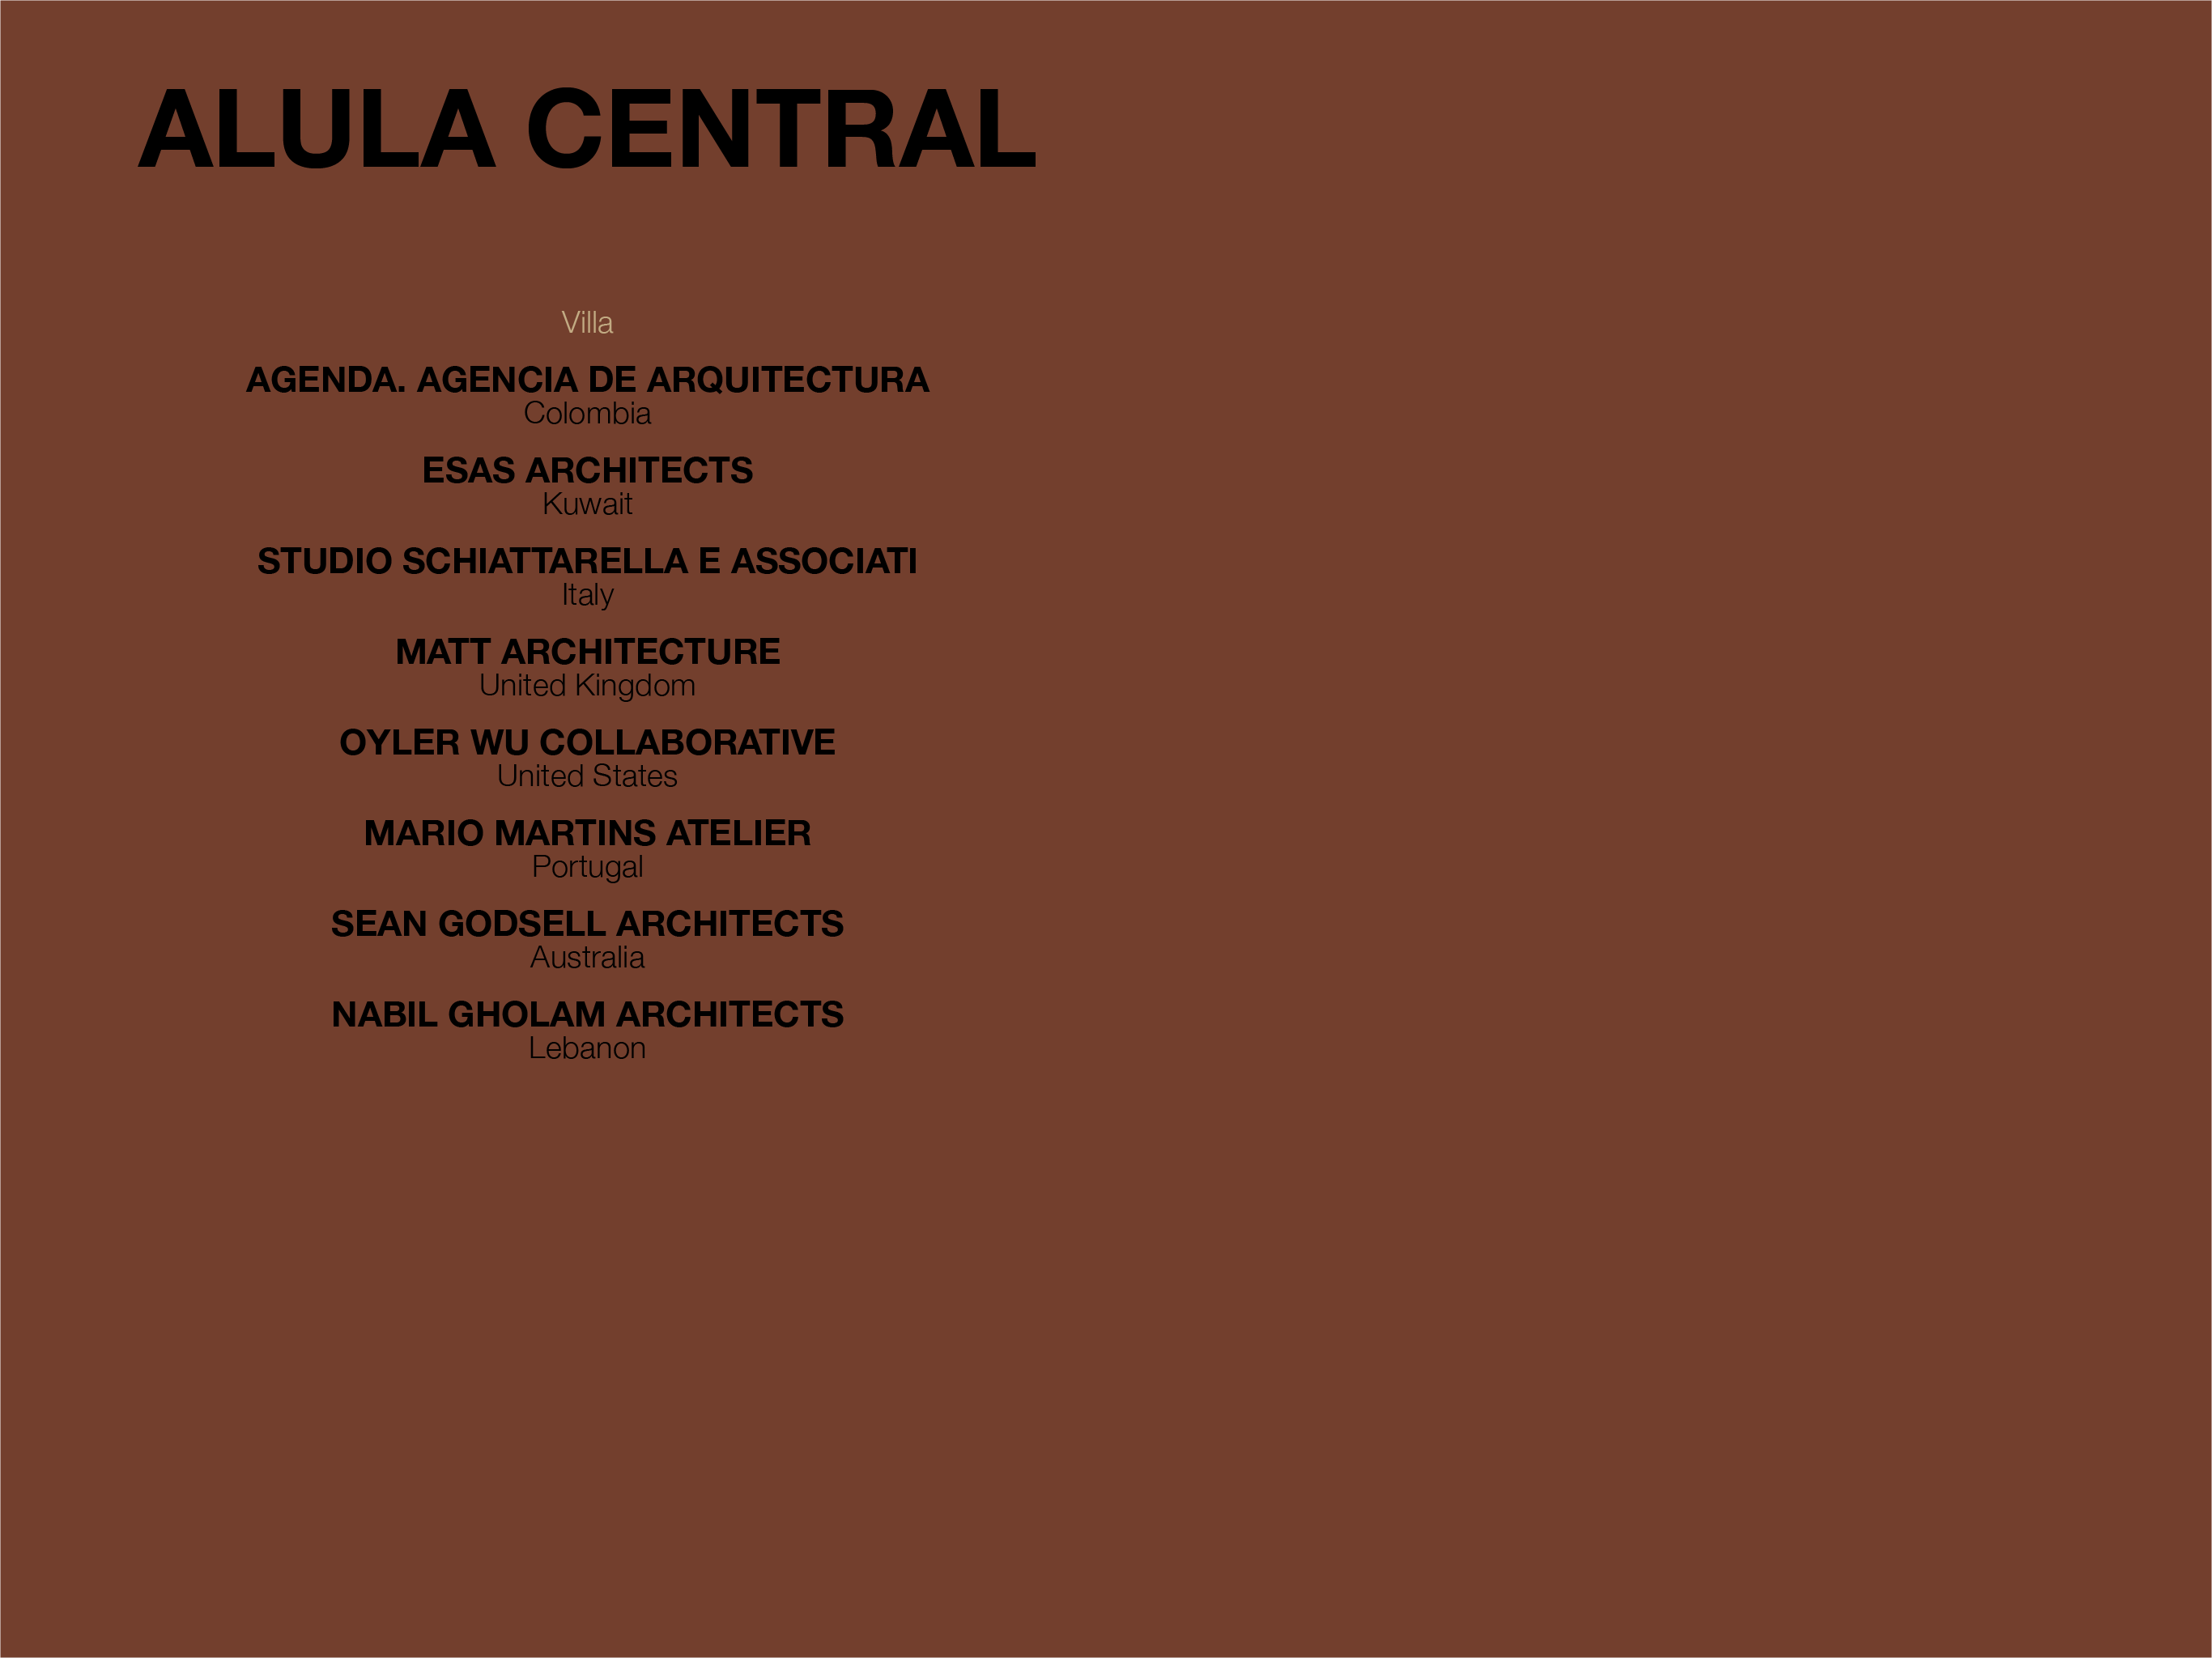 ALULA CENTRAL
Villa
AGENDA. AGENCIA DE ARQUITECTURA
Colombia
ESAS ARCHITECTS
Kuwait
STUDIO SCHIATTARELLA E ASSOCIATI
Italy
MATT ARCHITECTURE
United Kingdom
OYLER WU COLLABORATIVE
United States
MARIO MARTINS ATELIER
Portugal
SEAN GODSELL ARCHITECTS
Australia
NABIL GHOLAM ARCHITECTS
Lebanon